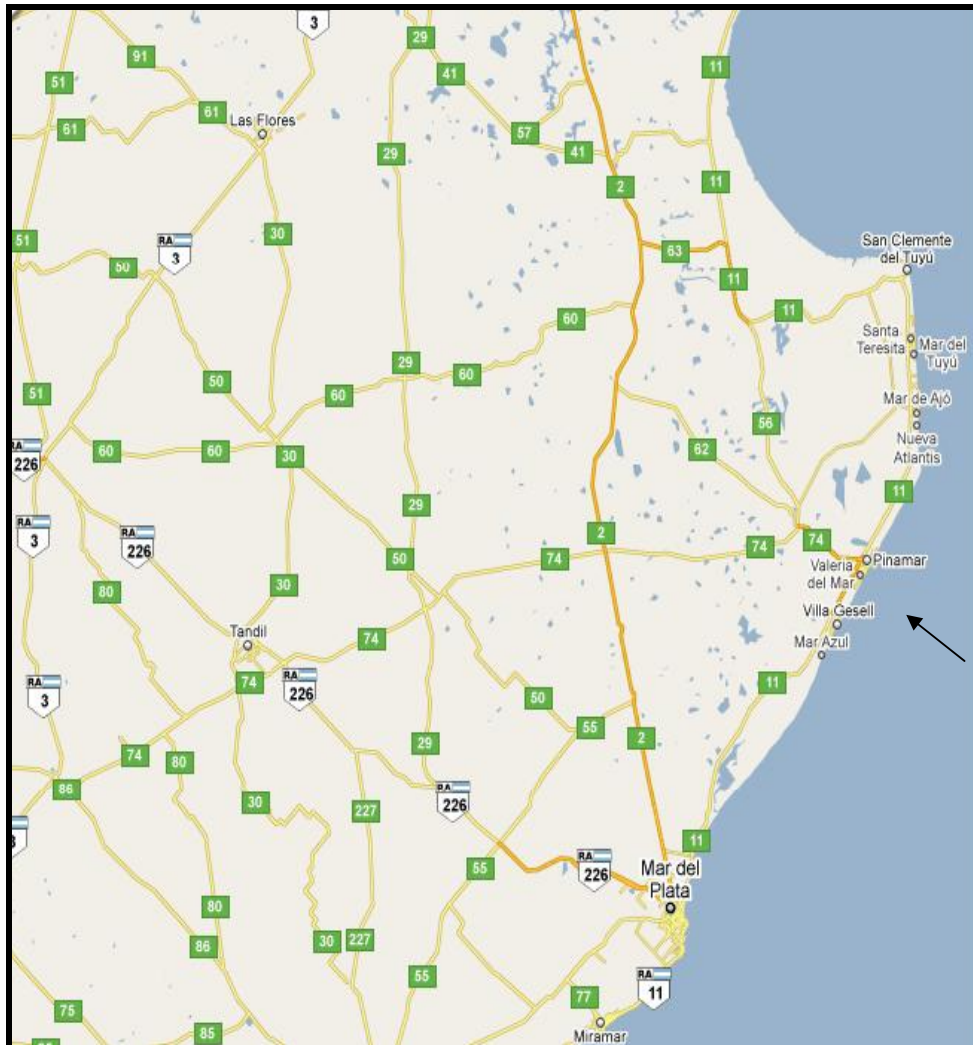 3
29
11
91
41
51
61
Las Flores
57
61
29
41
2
11
30
51
RA
3
63
San Clemente
del Tuyú
50
11
11
60
Santa
Teresita
Mar del
Tuyú
29
60
50
60
51
Mar de Ajó
56
Nueva
Atlantis
RA
226
60
60
30
62
11
29
RA
3
RA
226
2
74
74
74
50
Pinamar
Valeria
del Mar
80
30
Villa Gesell
Tandil
74
Mar Azul
RA
3
74
RA
226
11
50
55
2
29
74
80
86
RA
226
30
227
11
55
Mar del
Plata
RA
226
80
86
30
227
55
RA
11
77
75
85
Miramar